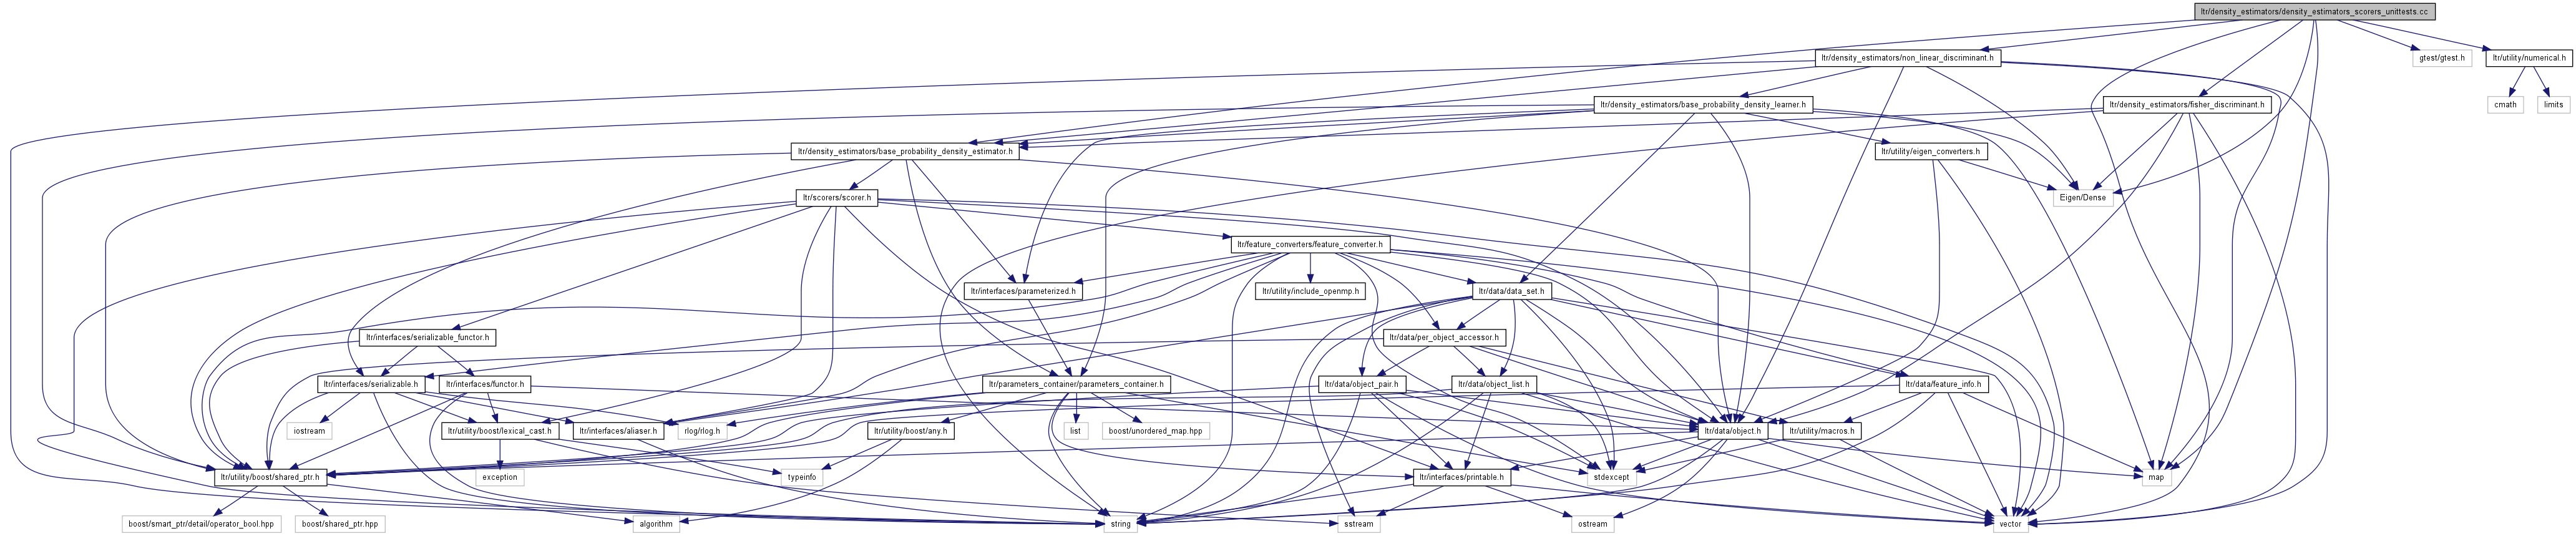 ltr/density_estimators/density_estimators_scorers_unittests.cc
ltr/density_estimators/non_linear_discriminant.h
gtest/gtest.h
ltr/utility/numerical.h
ltr/density_estimators/base_probability_density_learner.h
ltr/density_estimators/fisher_discriminant.h
cmath
limits
ltr/density_estimators/base_probability_density_estimator.h
ltr/utility/eigen_converters.h
ltr/scorers/scorer.h
Eigen/Dense
ltr/feature_converters/feature_converter.h
ltr/interfaces/parameterized.h
ltr/utility/include_openmp.h
ltr/data/data_set.h
ltr/interfaces/serializable_functor.h
ltr/data/per_object_accessor.h
ltr/interfaces/serializable.h
ltr/interfaces/functor.h
ltr/parameters_container/parameters_container.h
ltr/data/object_pair.h
ltr/data/object_list.h
ltr/data/feature_info.h
iostream
ltr/utility/boost/lexical_cast.h
ltr/interfaces/aliaser.h
rlog/rlog.h
ltr/utility/boost/any.h
list
boost/unordered_map.hpp
ltr/data/object.h
ltr/utility/macros.h
ltr/utility/boost/shared_ptr.h
exception
typeinfo
ltr/interfaces/printable.h
stdexcept
map
boost/smart_ptr/detail/operator_bool.hpp
boost/shared_ptr.hpp
algorithm
string
sstream
ostream
vector